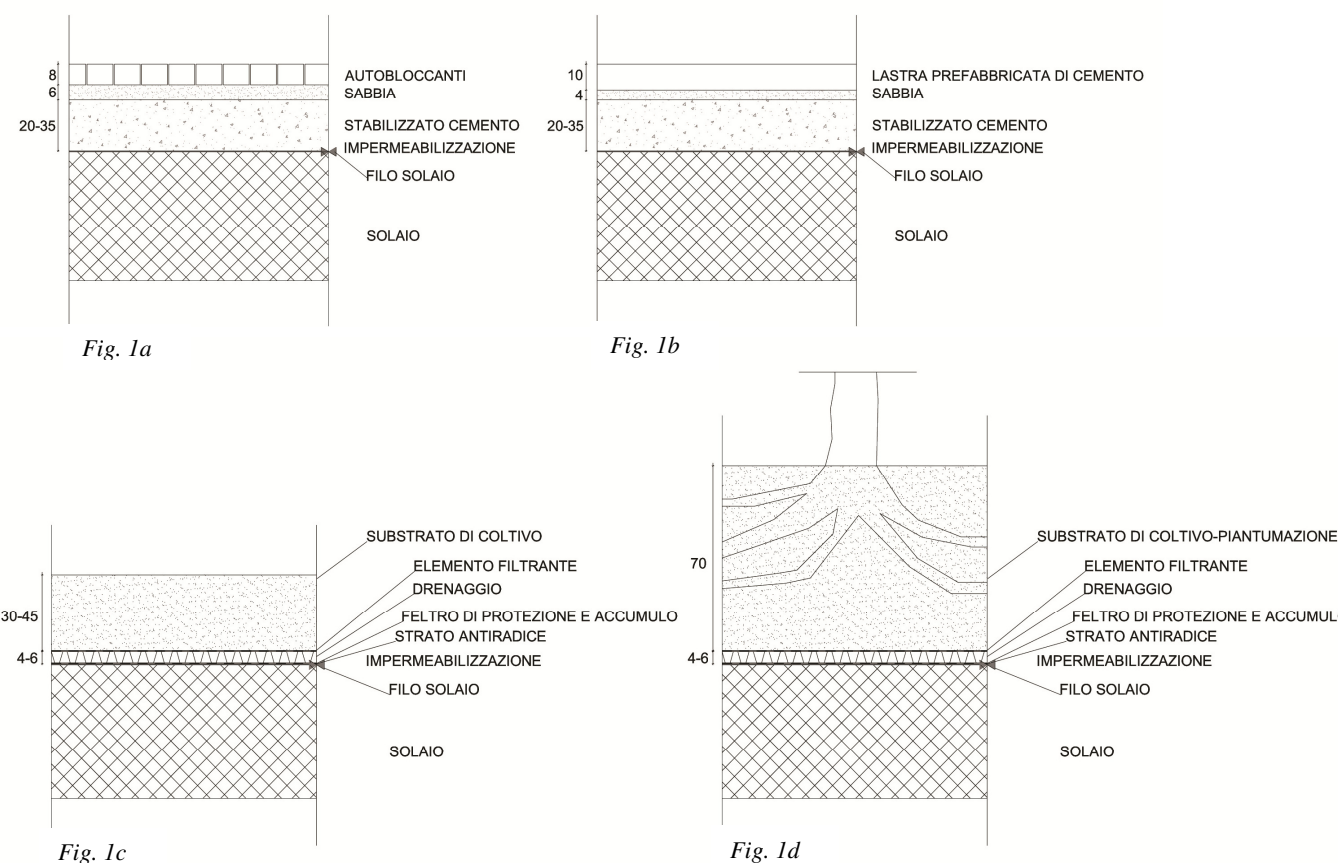 8
6
20-35
AUTOBLOCCANTI
SABBIA
STABILIZZATO CEMENTO
IMPERMEABILIZZAZIONE
FILO SOLAIO
SOLAIO
Fig. 1a
10
4
20-35
LASTRA PREFABBRICATA DI CEMENTO
SABBIA
STABILIZZATO CEMENTO
IMPERMEABILIZZAZIONE
FILO SOLAIO
SOLAIO
Fig. 1b
30-45
4-6
SUBSTRATO DI COLTIVO
ELEMENTO FILTRANTE
DRENAGGIO
FELTRO DI PROTEZIONE E ACCUMULO
STRATO ANTIRADICE
IMPERMEABILIZZAZIONE
FILO SOLAIO
SOLAIO
Fig. 1c
70
4-6
SUBSTRATO DI COLTIVO-PIANTUMAZIONE
ELEMENTO FILTRANTE
DRENAGGIO
FELTRO DI PROTEZIONE E ACCUMUL
STRATO ANTIRADICE
IMPERMEABILIZZAZIONE
FILO SOLAIO
SOLAIO
Fig. 1d